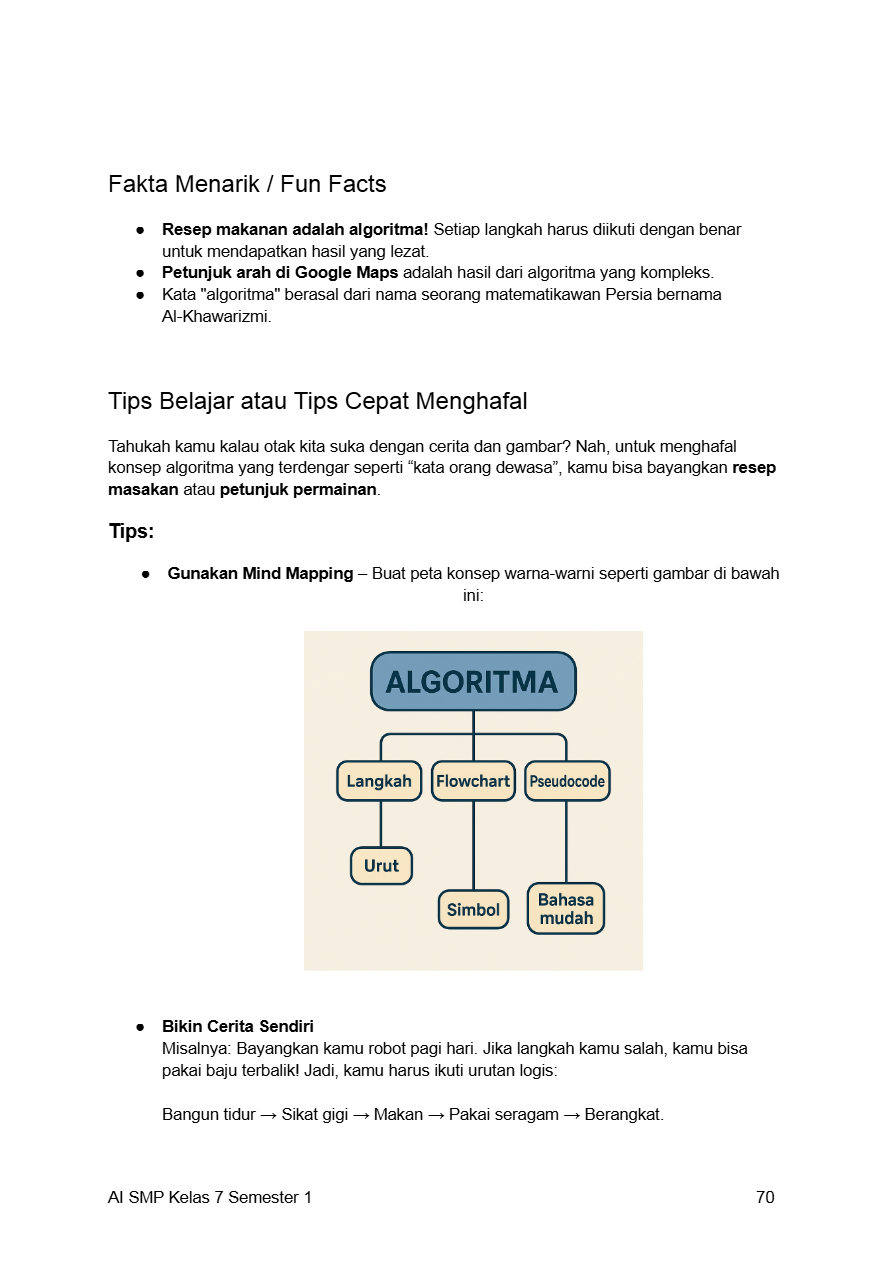 Fakta Menarik / Fun Facts
● Resep makanan adalah algoritma! Setiap langkah harus diikuti dengan benar
untuk mendapatkan hasil yang lezat.
● Petunjuk arah di Google Maps adalah hasil dari algoritma yang kompleks.
● Kata "algoritma" berasal dari nama seorang matematikawan Persia bernama
Al-Khawarizmi.
Tips Belajar atau Tips Cepat Menghafal
Tahukah kamu kalau otak kita suka dengan cerita dan gambar? Nah, untuk menghafal
konsep algoritma yang terdengar seperti “kata orang dewasa”, kamu bisa bayangkan resep
masakan atau petunjuk permainan.
Tips:
● Gunakan Mind Mapping – Buat peta konsep warna-warni seperti gambar di bawah
ini:
ALGORITMA
Langkah Flowchart Pseudocode
Urut
Simbol
Bahasa
mudah
● Bikin Cerita Sendiri
Misalnya: Bayangkan kamu robot pagi hari. Jika langkah kamu salah, kamu bisa
pakai baju terbalik! Jadi, kamu harus ikuti urutan logis:
Bangun tidur → Sikat gigi → Makan → Pakai seragam → Berangkat.
AI SMP Kelas 7 Semester 1 70